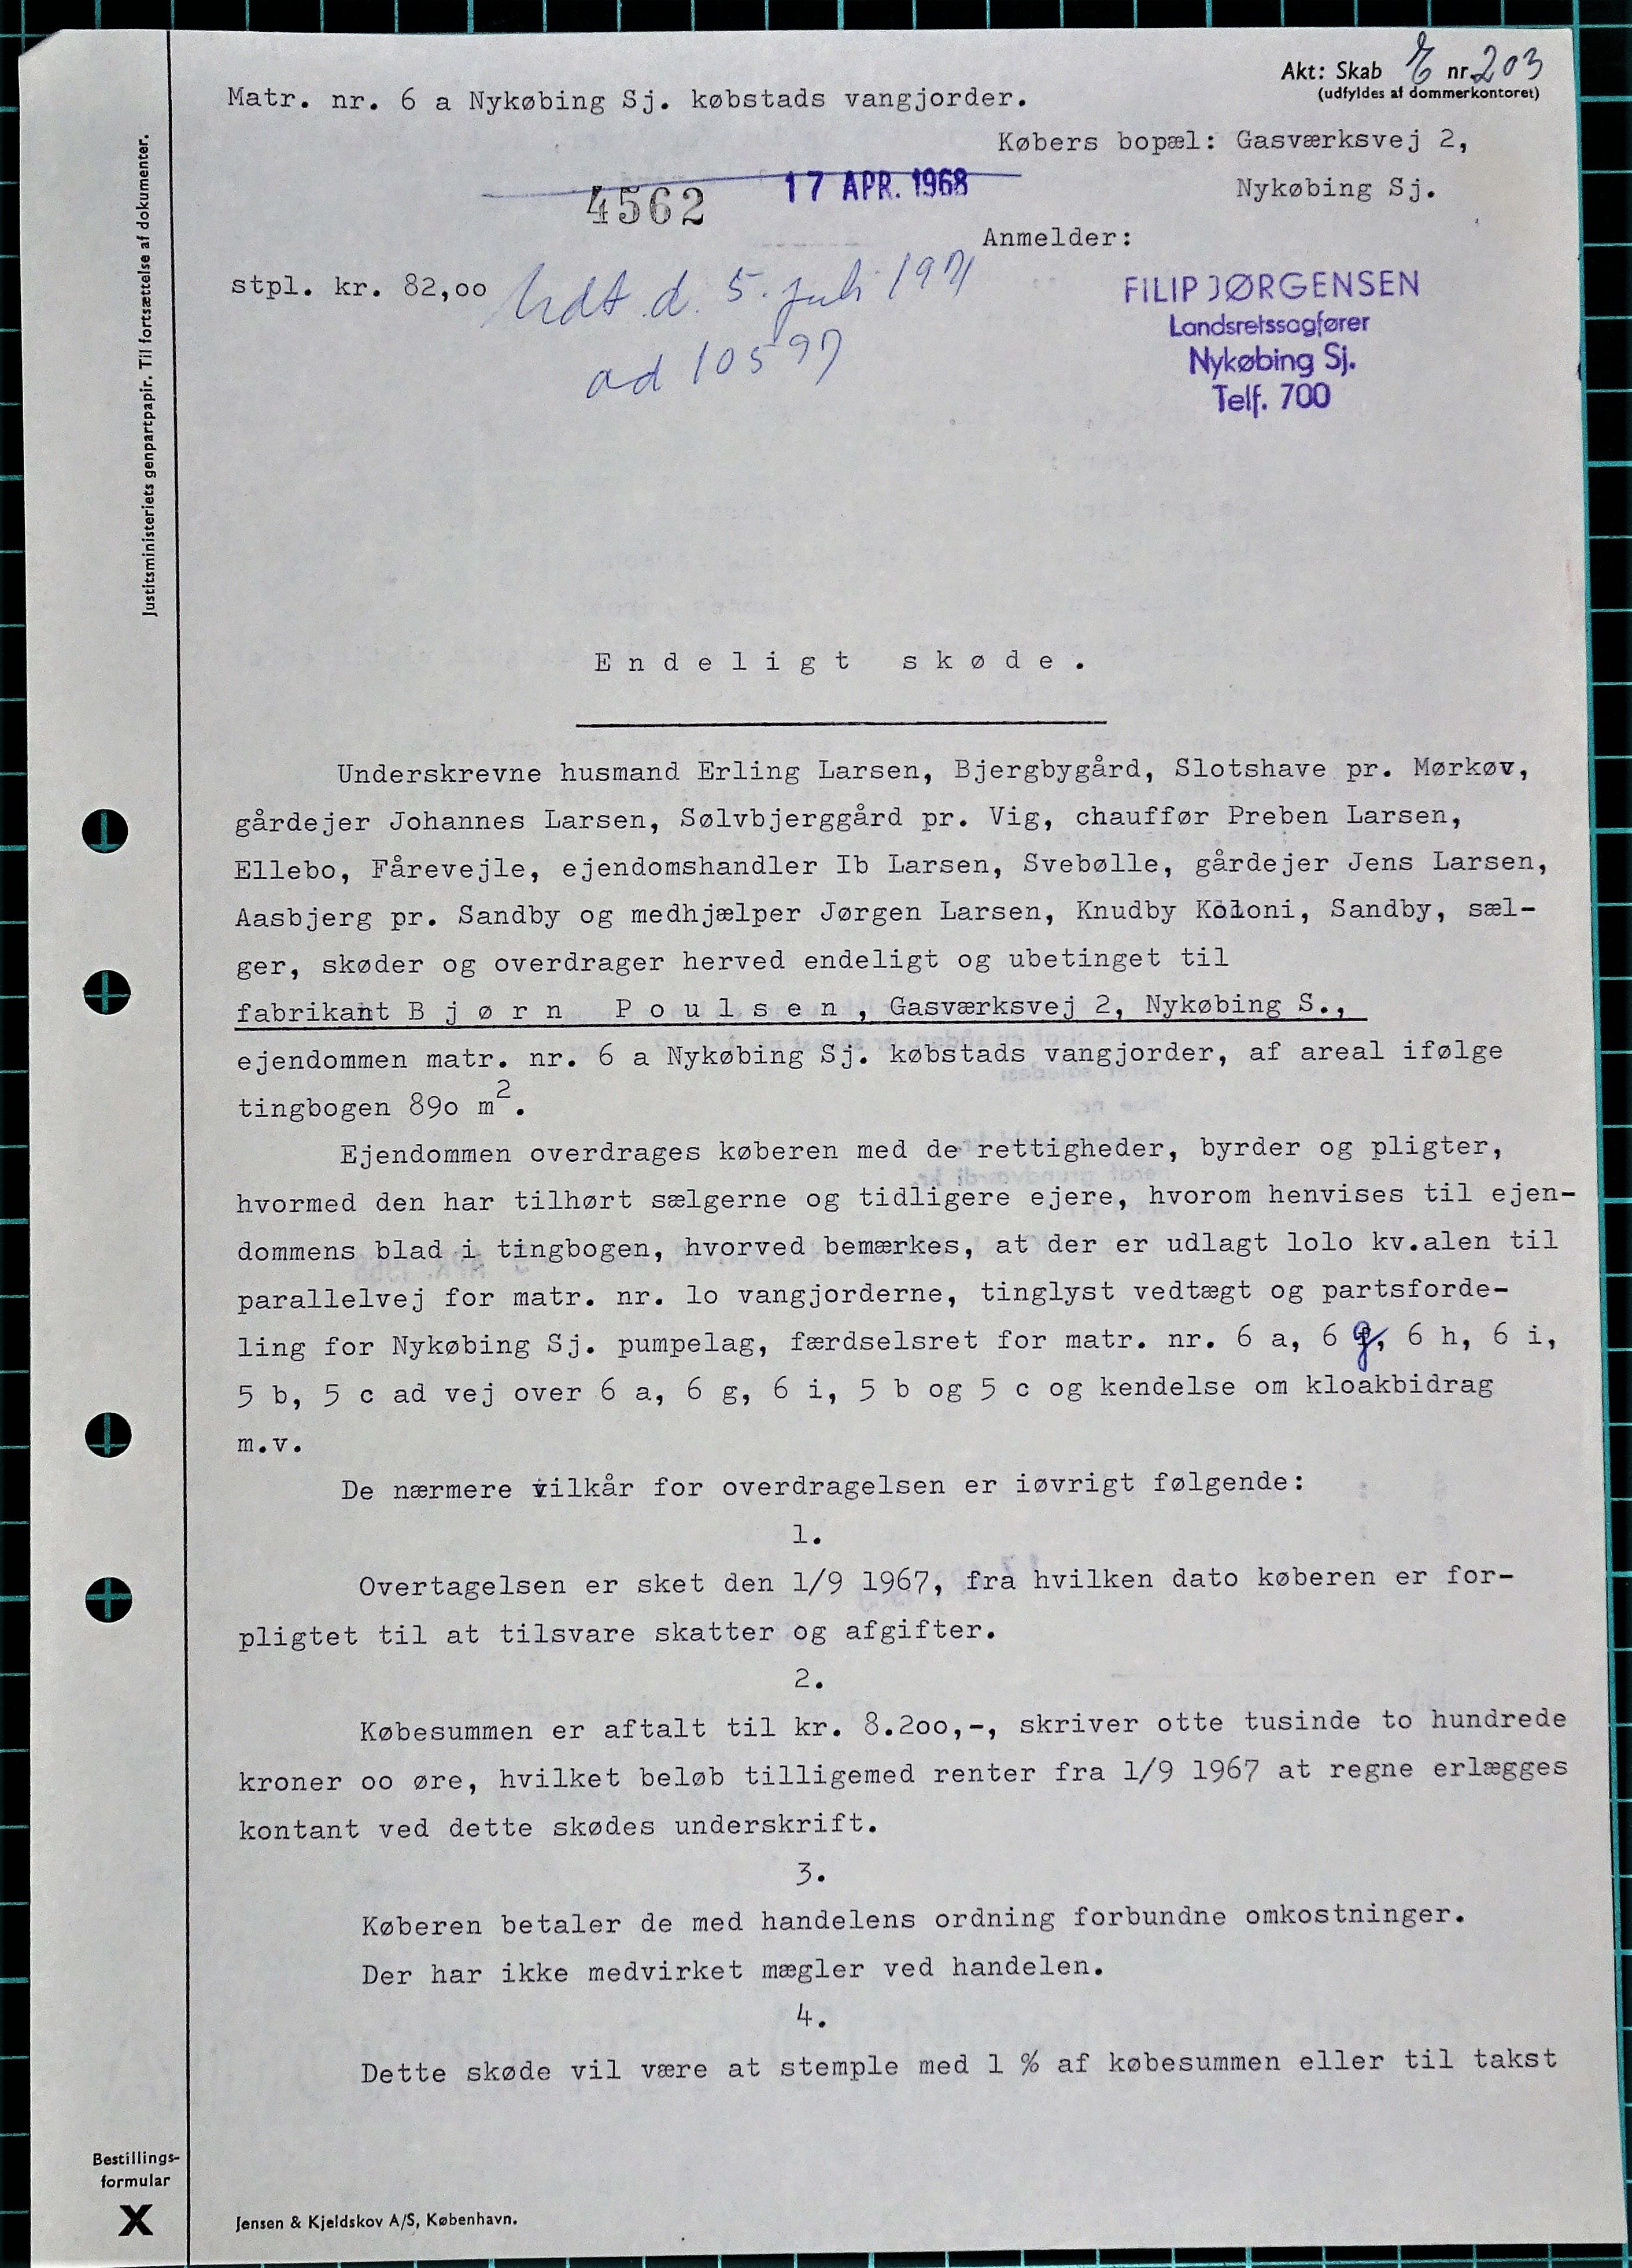 Akt: Skab E nr. 203
(udfyldes af dommerkontoret)
Matr. nr. 6 a Nykøbing Sj. købstads vangjorder.
Købers bopæl: Gasværksvej 2,
Nykøbing Sj.
4562 17 APR. 1968
Anmelder:
stpl. kr. 82,oo
Udst d. 5. juli 1971
ad 10597
FILIP JØRGENSEN
Landsretssagfører
Nykøbing Sj.
Telf. 700
Justitsministeriets genpartpapir. Til fortsættelse af dokumenter.
Endeligt skøde.
Underskrevne husmand Erling Larsen, Bjergbygård, Slotshave pr. Mørkøv,
gårdejer Johannes Larsen, Sølvbjerggård pr. Vig, chauffør Preben Larsen,
Ellebo, Fårevejle, ejendomshandler Ib Larsen, Svebølle, gårdejer Jens Larsen,
Aasbjerg pr. Sandby og medhjælper Jørgen Larsen, Knudby Koloni, Sandby, sæl-
ger, skøder og overdrager herved endeligt og ubetinget til
fabrikant Bjørn Poulsen, Gasværksvej 2, Nykøbing S.,
ejendommen matr. nr. 6 a Nykøbing Sj. købstads vangjorder, af areal ifølge
tingbogen 89o m2.
Ejendommen overdrages køberen med de rettigheder, byrder og pligter,
hvormed den har tilhørt sælgerne og tidligere ejere, hvorom henvises til ejen-
dommens blad i tingbogen, hvorved bemærkes, at der er udlagt lolo kv.alen til
parallelvej for matr. nr. lo vangjorderne, tinglyst vedtægt og partsforde-
ling for Nykøbing Sj. pumpelag, færdselsret for matr. nr. 6 a, 6 g, 6 h, 6 i,
5 b, 5 c ad vej over 6 a, 6 g, 6 i, 5 b og 5 c og kendelse om kloakbidrag
m.v.
De nærmere vilkår for overdragelsen er iøvrigt følgende:
1.
Overtagelsen er sket den 1/9 1967, fra hvilken dato køberen er for-
pligtet til at tilsvare skatter og afgifter.
2.
Købesummen er aftalt til kr. 8.2oo,-, skriver otte tusinde to hundrede
kroner oo øre, hvilket beløb tilligemed renter fra 1/9 1967 at regne erlægges
kontant ved dette skødes underskrift.
3.
Køberen betaler de med handelens ordning forbundne omkostninger.
Der har ikke medvirket mægler ved handelen.
4.
Dette skøde vil være at stemple med 1 % af købesummen eller til takst
Bestillings-
formular
X
Jensen & Kjeldskov A/S, København.